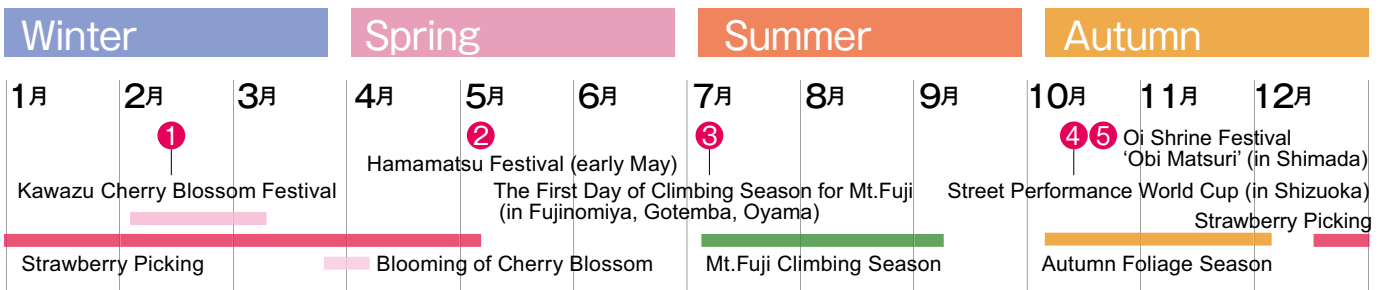 Winter
Spring
Summer
Autumn
1月
2月
3月
4月
5月
6月
7月
8月
9月
10月
11月
12月
1
2
3
4
5
Oi Shrine Festival
'Obi Matsuri' (in Shimada)
Hamamatsu Festival (early May)
Kawazu Cherry Blossom Festival
The First Day of Climbing Season for Mt.Fuji
(in Fujinomiya, Gotemba, Oyama)
Street Performance World Cup (in Shizuoka)
Strawberry Picking
Strawberry Picking
Blooming of Cherry Blossom
Mt.Fuji Climbing Season
Autumn Foliage Season